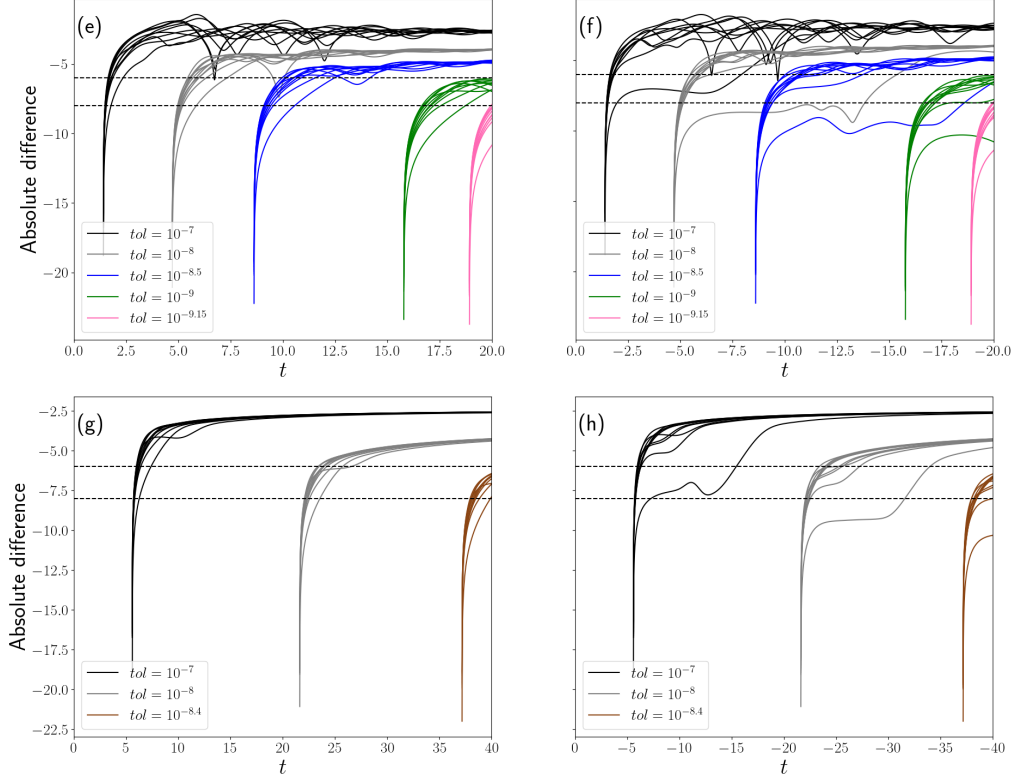 (e)
Absolute difference
−5
−10
−15
−20
tol = 10^{−7}
tol = 10^{−8}
tol = 10^{−8.5}
tol = 10^{−9}
tol = 10^{−9.15}
0.0 2.5 5.0 7.5 10.0 12.5 15.0 17.5 20.0
t
(f)
tol = 10^{−7}
tol = 10^{−8}
tol = 10^{−8.5}
tol = 10^{−9}
tol = 10^{−9.15}
0.0 −2.5 −5.0 −7.5 −10.0 −12.5 −15.0 −17.5 −20.0
t
(g)
Absolute difference
−2.5
−5.0
−7.5
−10.0
−12.5
−15.0
−17.5
−20.0
−22.5
tol = 10^{−7}
tol = 10^{−8}
tol = 10^{−8.4}
0 5 10 15 20 25 30 35 40
t
(h)
tol = 10^{−7}
tol = 10^{−8}
tol = 10^{−8.4}
0 −5 −10 −15 −20 −25 −30 −35 −40
t